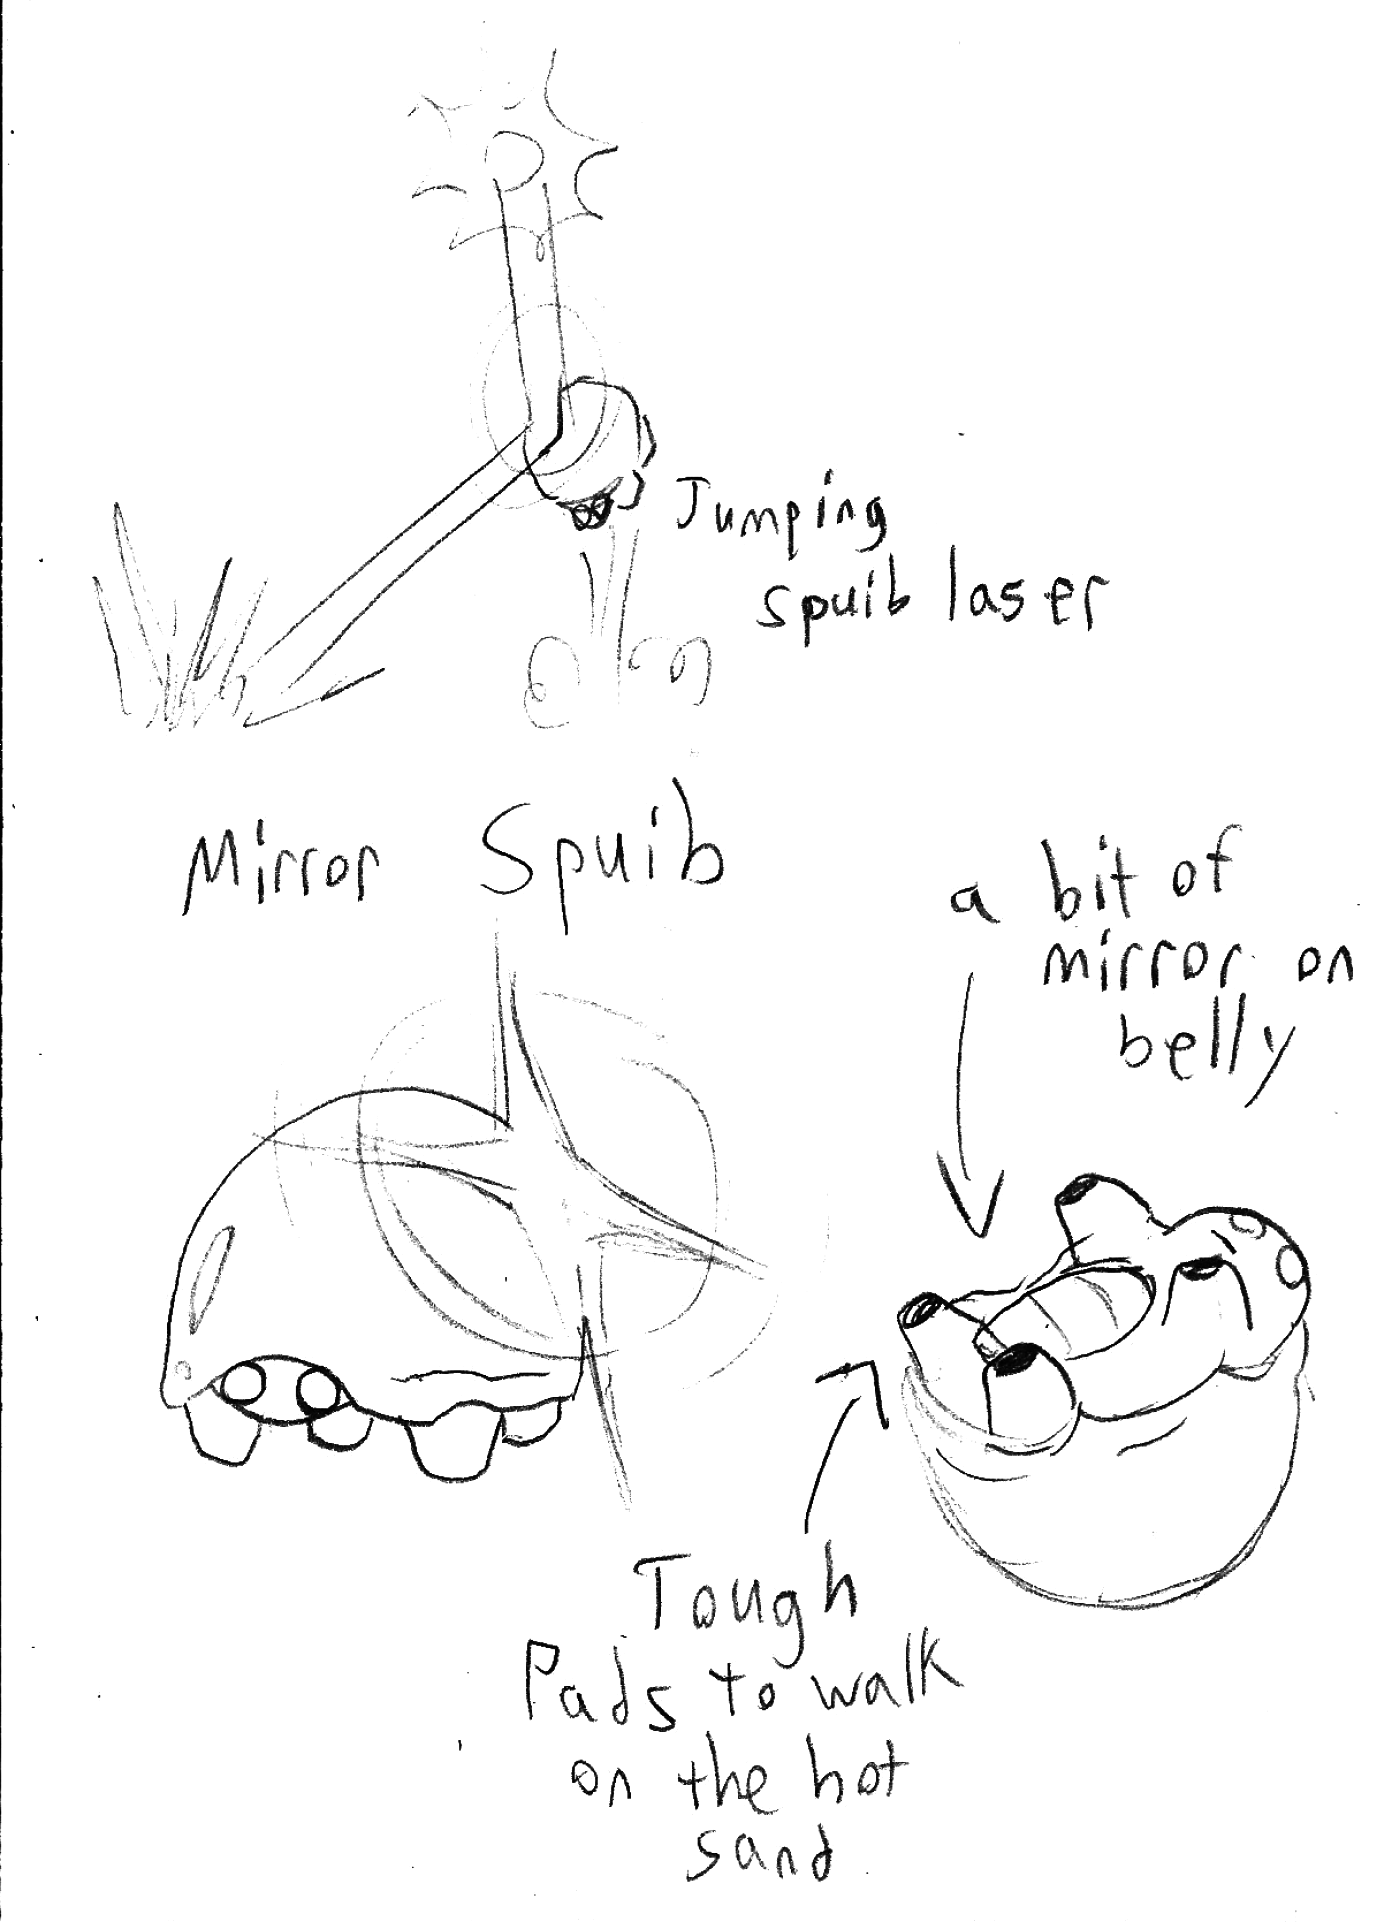 Jumping
spuib laser
Mirror Spuib
a bit of
mirror on
belly
Tough
Pads to walk
on the hot
sand